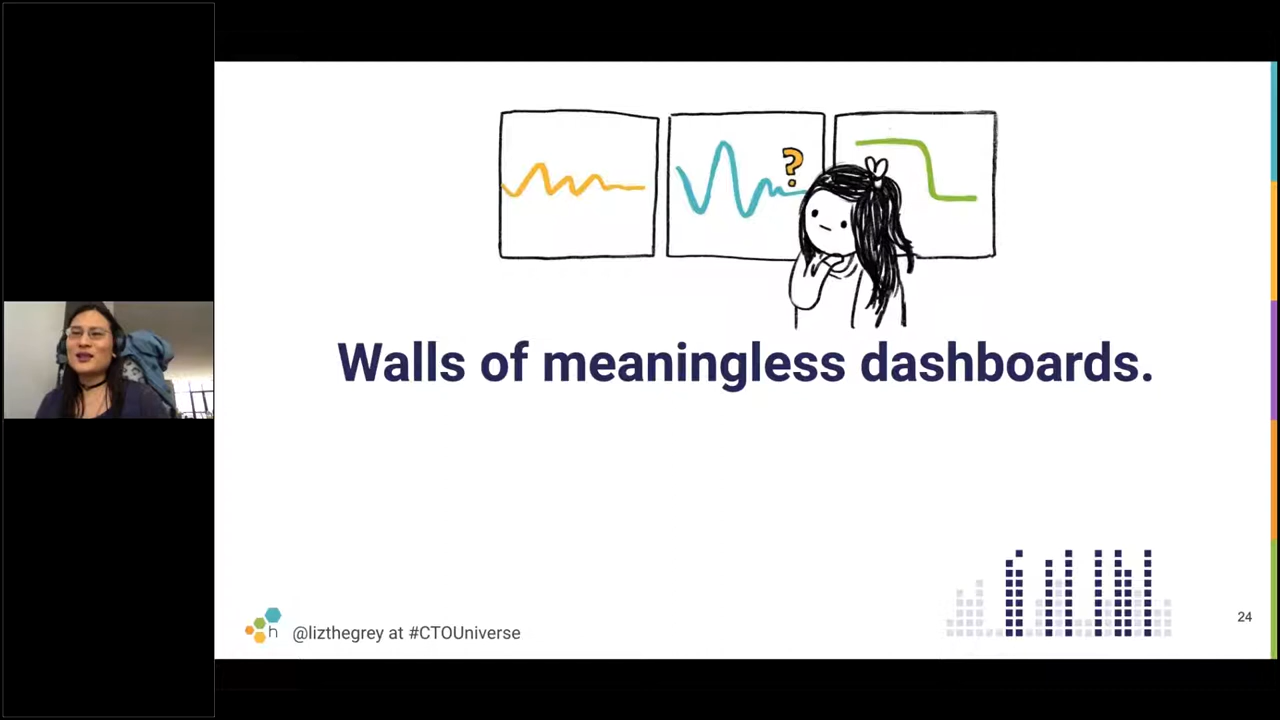 ?
Walls of meaningless dashboards.
h
@lizthegrey at #CTOUniverse
24